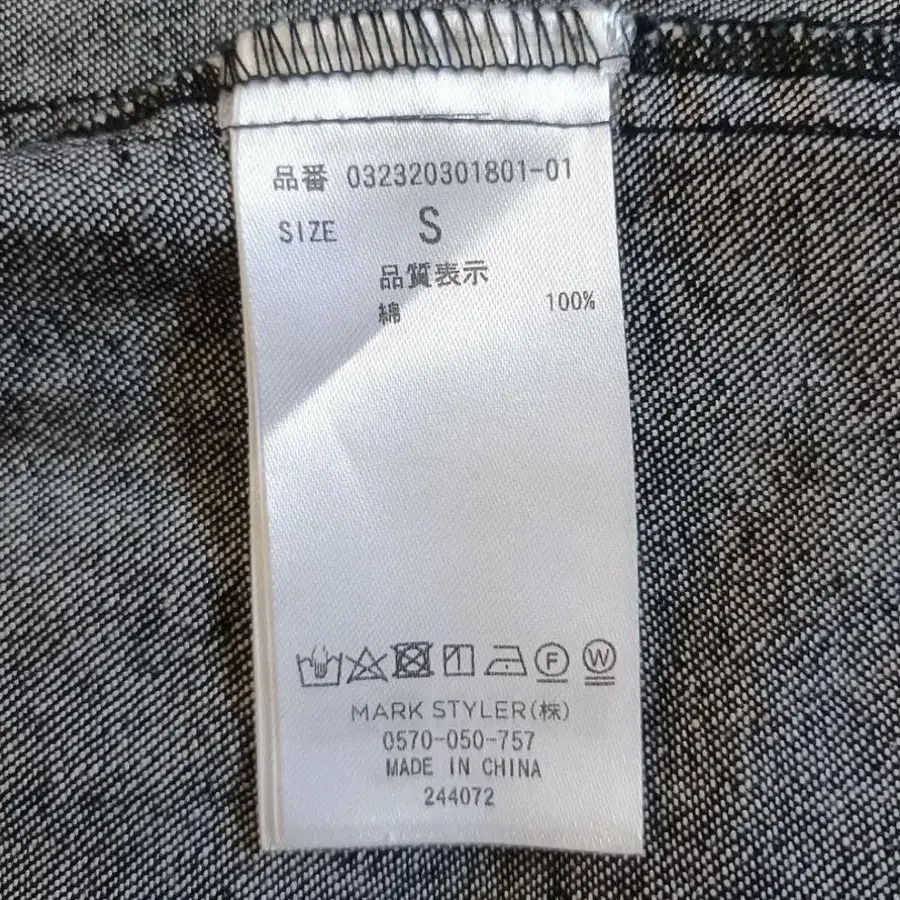 品番 032320301801-01
SIZE S
品質表示
綿 100%
F W
MARK STYLER(株)
0570-050-757
MADE IN CHINA
244072